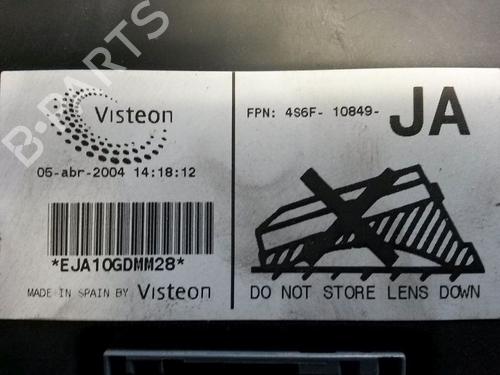 Visteon
05-abr-2004 14:18:12
*EJA10GDMM28*
MADE IN SPAIN BY Visteon
FPN: 4S6F- 10849- JA
DO NOT STORE LENS DOWN
B-PARTS